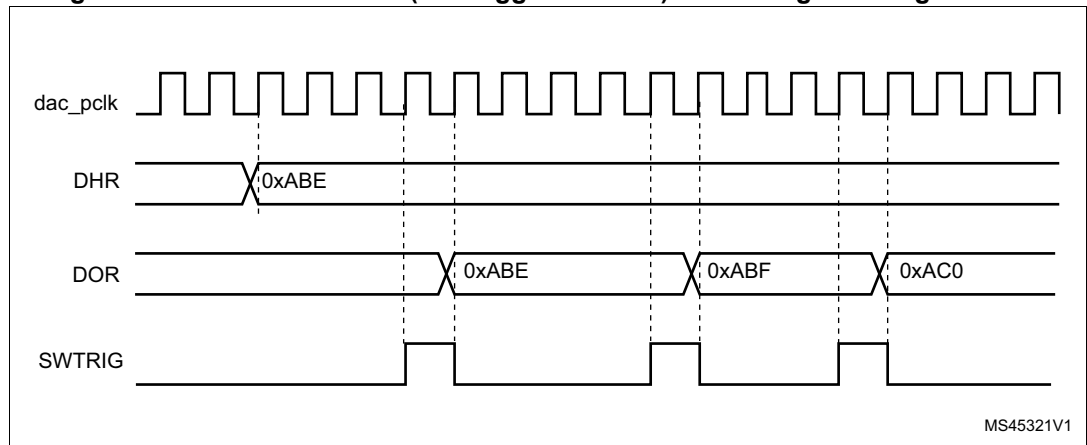 dac_pclk
DHR 0xABE
DOR 0xABE 0xABF 0xAC0
SWTRIG
MS45321V1